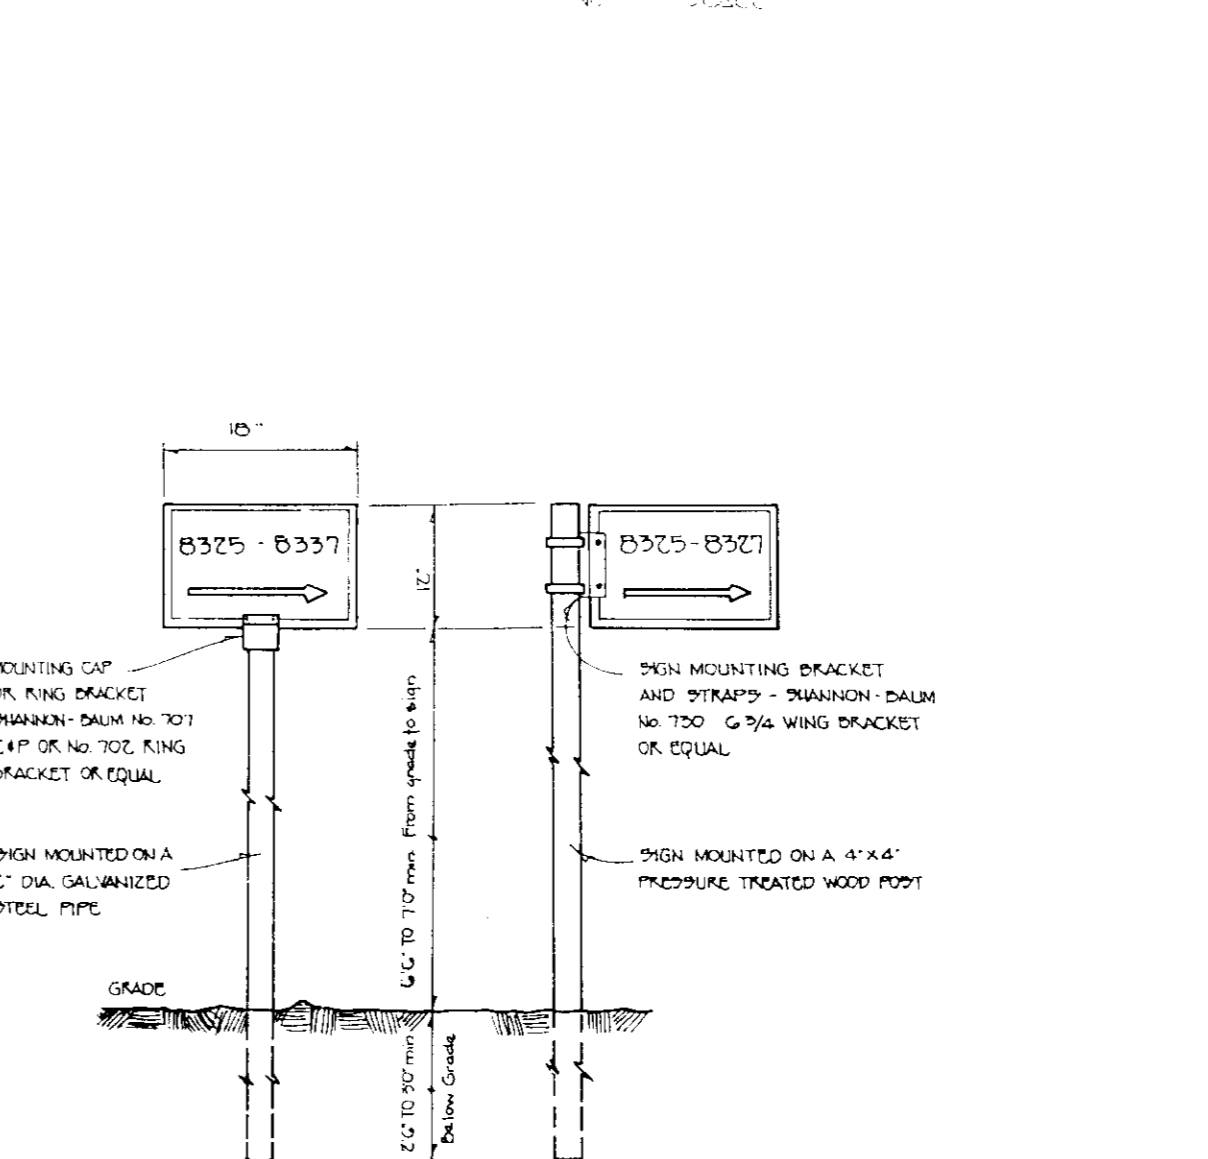 18"
8325 - 8337
8325-8327
12"
MOUNTING CAP
OR RING BRACKET
SHANNON-BAUM No. 707
CAP OR No. 702 RING
BRACKET OR EQUAL
SIGN MOUNTING BRACKET
AND STRAPS - SHANNON-BAUM
No. 730 6 3/4 WING BRACKET
OR EQUAL
6'6" TO 7'0" min From grade to sign
SIGN MOUNTED ON A
2" DIA. GALVANIZED
STEEL PIPE
SIGN MOUNTED ON A 4"X4"
PRESSURE TREATED WOOD POST
GRADE
2'6" TO 3'0" min
Below Grade